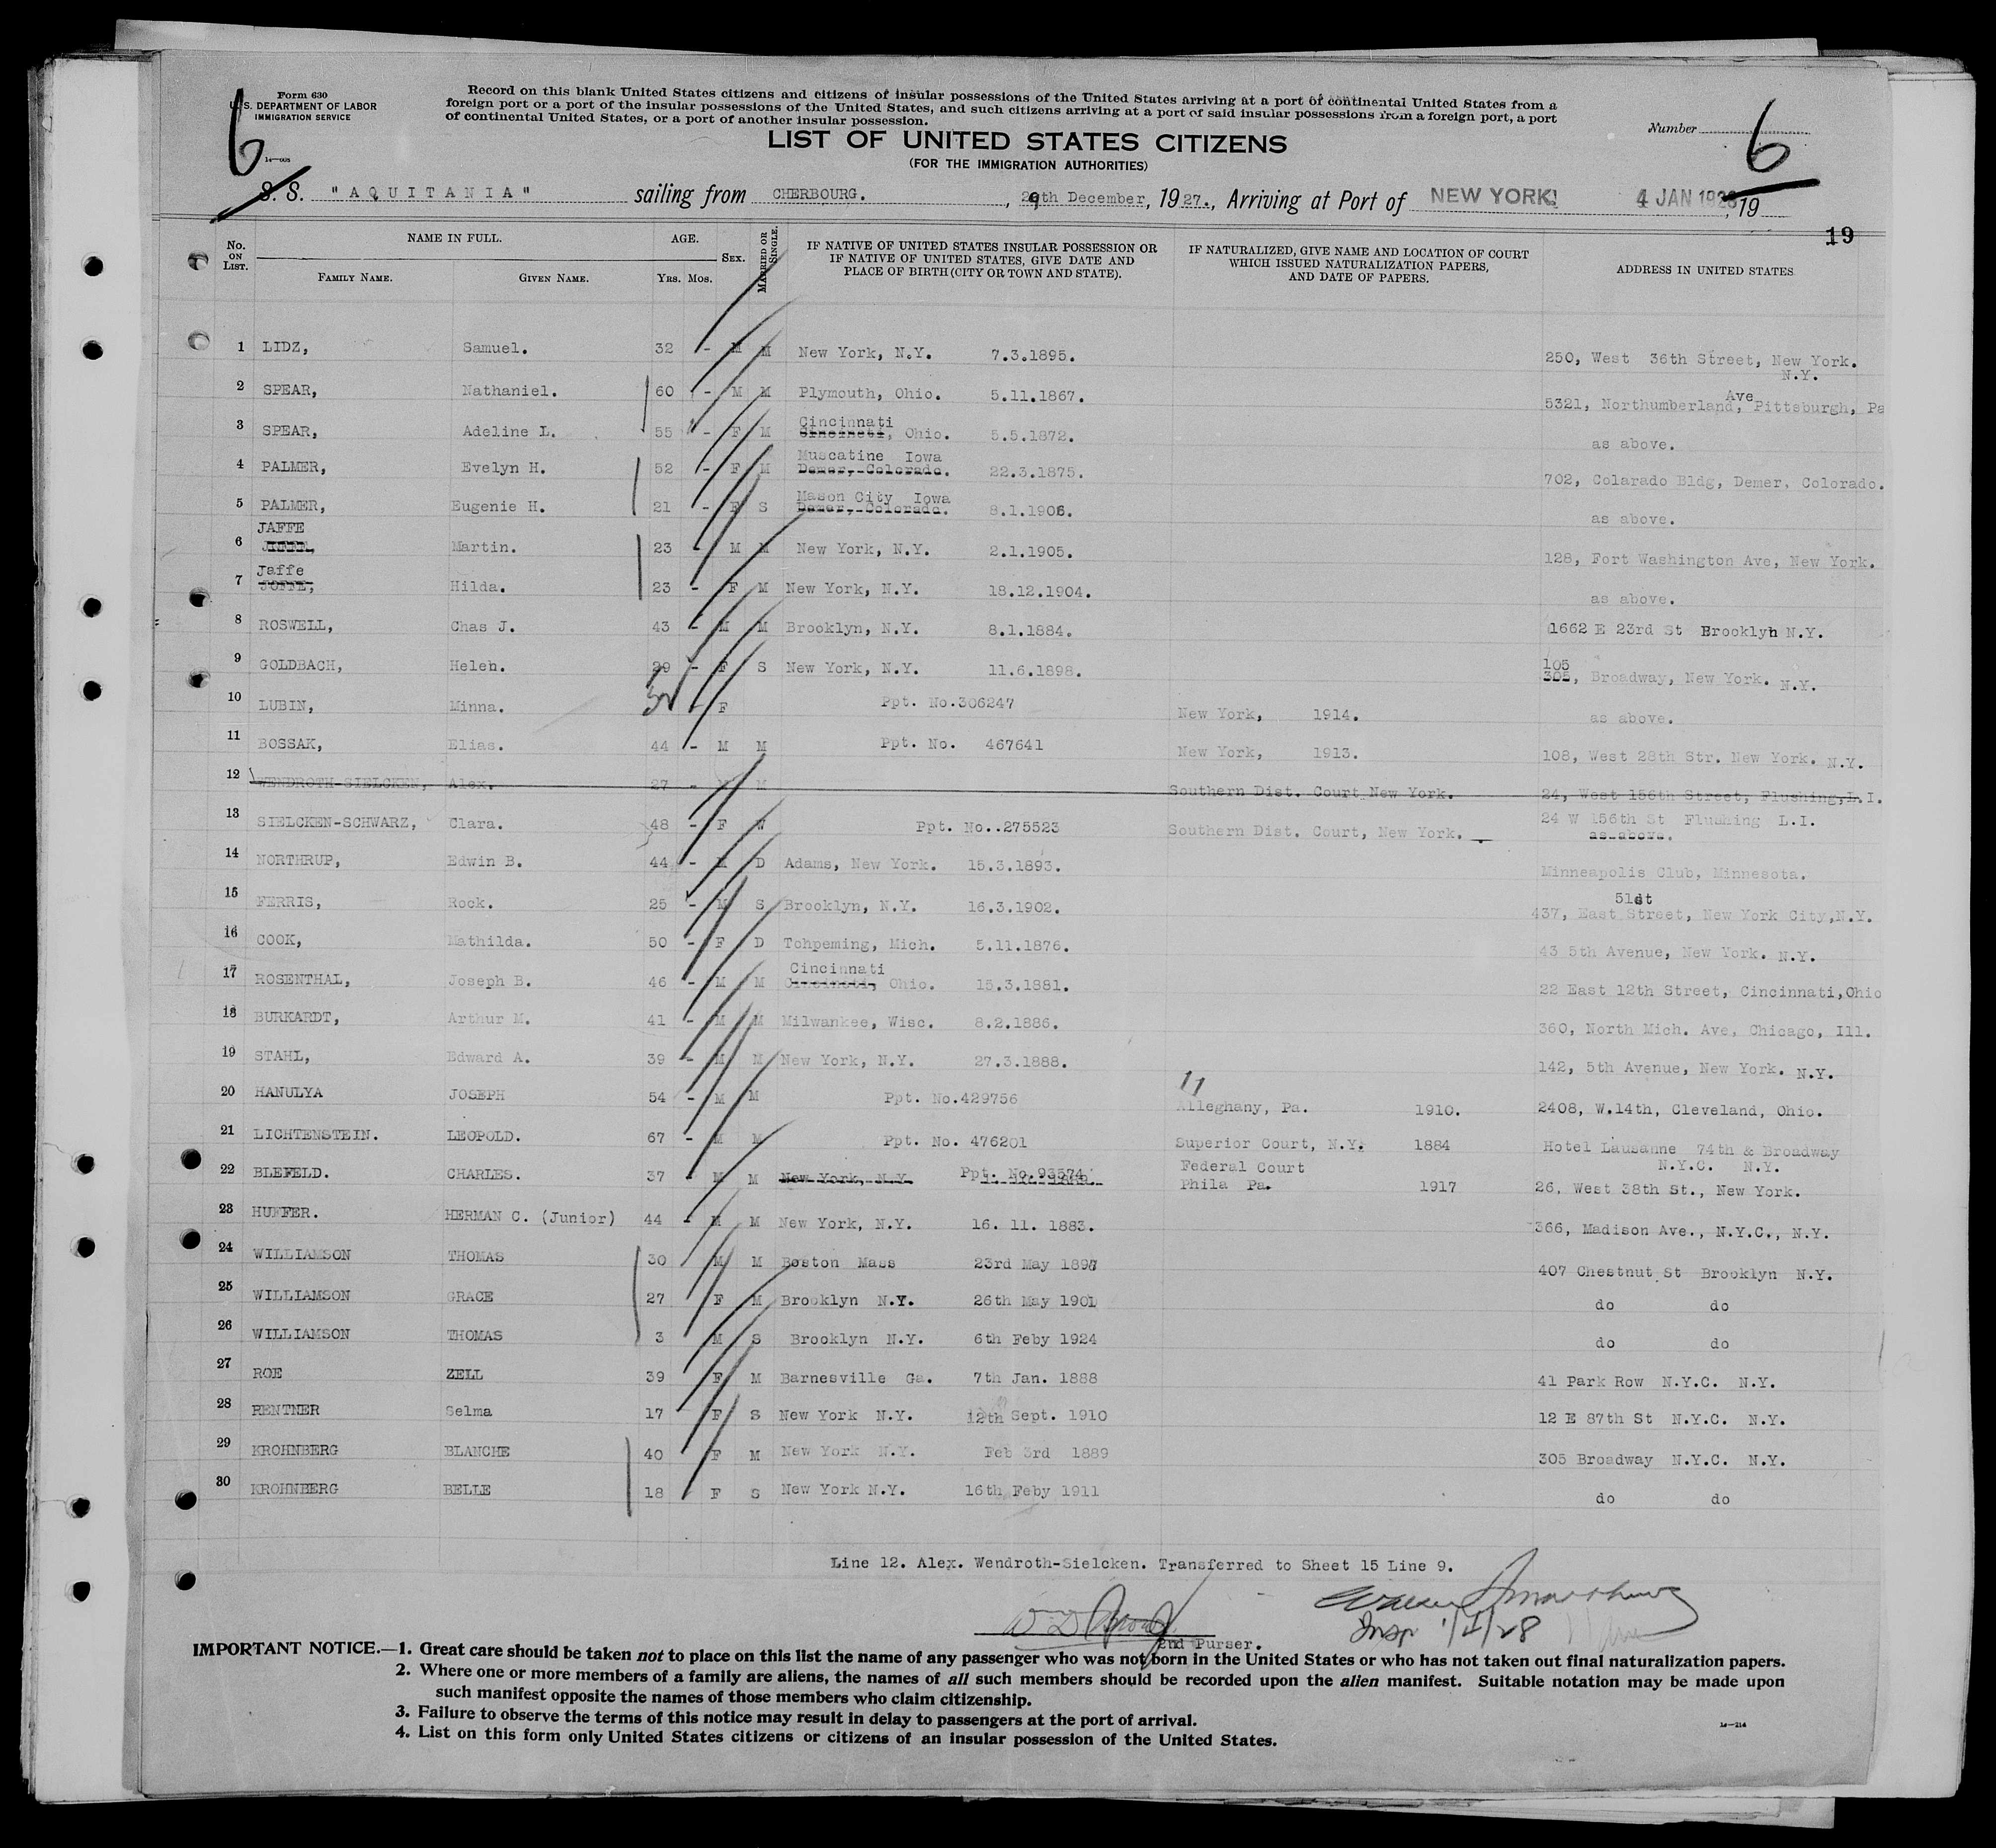 Form 630
U. S. DEPARTMENT OF LABOR
IMMIGRATION SERVICE
6
Record on this blank United States citizens and citizens of insular possessions of the United States arriving at a port of continental United States from a
foreign port or a port of the insular possessions of the United States, and such citizens arriving at a port of said insular possessions from a foreign port, a port
of continental United States, or a port of another insular possession.
LIST OF UNITED STATES CITIZENS
(FOR THE IMMIGRATION AUTHORITIES)
Number 6
S. S. "AQUITANIA" sailing from CHERBOURG. , 29th December, 1927., Arriving at Port of NEW YORK 4 JAN 1928, 19
19
No. ON LIST. NAME IN FULL. FAMILY NAME. GIVEN NAME. AGE. Yrs. Mos. SEX. MARRIED OR SINGLE.
IF NATIVE OF UNITED STATES INSULAR POSSESSION OR
IF NATIVE OF UNITED STATES, GIVE DATE AND
PLACE OF BIRTH (CITY OR TOWN AND STATE).
IF NATURALIZED, GIVE NAME AND LOCATION OF COURT
WHICH ISSUED NATURALIZATION PAPERS,
AND DATE OF PAPERS.
ADDRESS IN UNITED STATES
1 LIDZ, Samuel. 32 - M M New York, N.Y. 7.3.1895. 250, West 36th Street, New York.
N.Y.
2 SPEAR, Nathaniel. 60 - M M Plymouth, Ohio. 5.11.1867. 5321, Northumberland, Ave Pittsburgh, Pa
Cincinnati
3 SPEAR, Adeline L. 55 - F M Cincineti, Ohio. 5.5.1872. as above.
Muscatine Iowa
4 PALMER, Evelyn H. 52 - F M Demer, Colorado. 22.3.1875. 702, Colarado Bldg, Demer, Colorado.
Mason City Iowa
5 PALMER, Eugenie H. 21 - F S Demer, Colorado. 8.1.1906. as above.
JAFFE
6 Martin. 23 - M M New York, N.Y. 2.1.1905. 128, Fort Washington Ave, New York.
Jaffe
7 JOFFE, Hilda. 23 - F M New York, N.Y. 18.12.1904. as above.
8 ROSWELL, Chas J. 43 - M M Brooklyn, N.Y. 8.1.1884. 1662 E 23rd St Brooklyn N.Y.
105
9 GOLDBACH, Helen. 29 - F S New York, N.Y. 11.6.1898. 305, Broadway, New York. N.Y.
10 LUBIN, Minna. - F Ppt. No.306247 New York, 1914. as above.
11 BOSSAK, Elias. 44 - M M Ppt. No. 467641 New York, 1913. 108, West 28th Str. New York. N.Y.
12 WENDROTH-SIELCKEN, Alex. 27 - M M Southern Dist. Court New York. 24, West 156th Street, Flushing, L.I.
13 SIELCKEN-SCHWARZ, Clara. 48 - F W Ppt. No..275523 Southern Dist. Court, New York. 24 W 156th St Flushing L.I.
as above.
14 NORTHRUP, Edwin B. 44 - M D Adams, New York. 15.3.1893. Minneapolis Club, Minnesota.
51st
15 FERRIS, Rock. 25 - M S Brooklyn, N.Y. 16.3.1902. 437, East Street, New York City, N.Y.
16 COOK, Mathilda. 50 - F D Tohpeming, Mich. 5.11.1876. 43 5th Avenue, New York. N.Y.
Cincinnati
17 ROSENTHAL, Joseph B. 46 - M M Cincineti, Ohio. 15.3.1881. 22 East 12th Street, Cincinnati, Ohio
18 BURKARDT, Arthur M. 41 - M M Milwankee, Wisc. 8.2.1886. 360, North Mich. Ave, Chicago, Ill.
19 STAHL, Edward A. 39 - M M New York, N.Y. 27.3.1888. 142, 5th Avenue, New York. N.Y.
11
20 HANULYA JOSEPH 54 - M M Ppt. No.429756 Alleghany, Pa. 1910. 2408, W.14th, Cleveland, Ohio.
21 LICHTENSTEIN. LEOPOLD. 67 - M M Ppt. No. 476201 Superior Court, N.Y. 1884 Hotel Lausanne 74th & Broadway
N.Y.C. N.Y.
Federal Court
22 BLEFELD. CHARLES. 37 - M M New York, N.Y. Ppt. No.93574 Phila Pa. 1917 26, West 38th St., New York.
23 HUFFER. HERMAN C. (Junior) 44 - M M New York, N.Y. 16. 11. 1883. 366, Madison Ave., N.Y.C., N.Y.
24 WILLIAMSON THOMAS 30 M M Boston Mass 23rd May 1897 407 Chestnut St Brooklyn N.Y.
25 WILLIAMSON GRACE 27 F M Brooklyn N.Y. 26th May 1901 do do
26 WILLIAMSON THOMAS 3 M S Brooklyn N.Y. 6th Feby 1924 do do
27 ROE ZELL 39 F M Barnesville Ga. 7th Jan. 1888 41 Park Row N.Y.C. N.Y.
28 RENTNER Selma 17 F S New York N.Y. 12th Sept. 1910 12 E 87th St N.Y.C. N.Y.
29 KROHNBERG BLANCHE 40 F M New York N.Y. Feb 3rd 1889 305 Broadway N.Y.C. N.Y.
30 KROHNBERG BELLE 18 F S New York N.Y. 16th Feby 1911 do do
Line 12. Alex. Wendroth-Sielcken. Transferred to Sheet 15 Line 9.
2nd Purser.
Insp 1/4/28
IMPORTANT NOTICE.—1. Great care should be taken not to place on this list the name of any passenger who was not born in the United States or who has not taken out final naturalization papers.
2. Where one or more members of a family are aliens, the names of all such members should be recorded upon the alien manifest. Suitable notation may be made upon
such manifest opposite the names of those members who claim citizenship.
3. Failure to observe the terms of this notice may result in delay to passengers at the port of arrival.
4. List on this form only United States citizens or citizens of an insular possession of the United States.